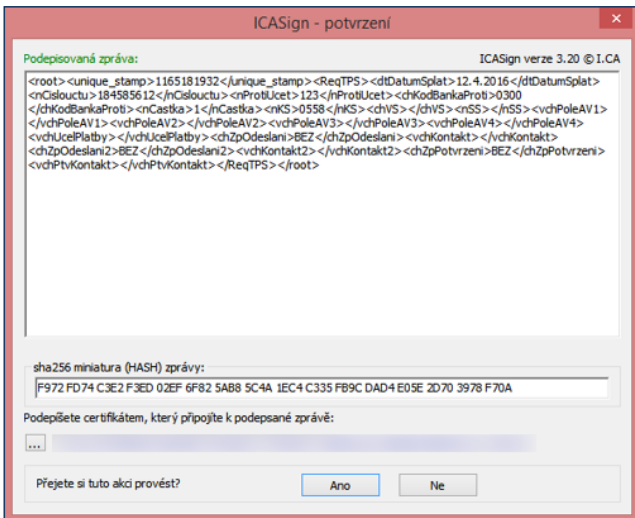 ICASign - potvrzení
Podepisovaná zpráva:
ICASign verze 3.20 © I.CA
<root><unique_stamp>1165181932</unique_stamp><ReqTPS><dtDatumSplat>12.4.2016</dtDatumSplat>
<nCislouctu>184585612</nCislouctu><nProtiUcet>123</nProtiUcet><chKodBankaProti>0300
</chKodBankaProti><nCastka>1</nCastka><nKS>0558</nKS><chVS></chVS><nSS></nSS><vchPoleAV1>
</vchPoleAV1><vchPoleAV2></vchPoleAV2><vchPoleAV3></vchPoleAV3><vchPoleAV4></vchPoleAV4>
<vchUcelPlatby></vchUcelPlatby><chZpOdeslani>BEZ</chZpOdeslani><vchKontakt></vchKontakt>
<chZpOdeslani2>BEZ</chZpOdeslani2><vchKontakt2></vchKontakt2><chZpPotvrzeni>BEZ</chZpPotvrzeni>
<vchPtvKontakt></vchPtvKontakt></ReqTPS></root>
sha256 miniatura (HASH) zprávy:
F972 FD74 C3E2 F3ED 02EF 6F82 5AB8 5C4A 1EC4 C335 FB9C DAD4 E05E 2D70 3978 F70A
Podepíšete certifikátem, který připojíte k podepsané zprávě:
...
Přejete si tuto akci provést?
Ano
Ne